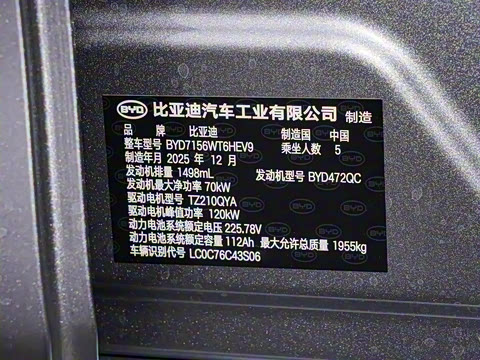 BYD 比亚迪汽车工业有限公司 制造
品 牌 比亚迪 制造国 中国
整车型号 BYD7156WT6HEV9 乘坐人数 5
制造年月 2025 年 12 月
发动机排量 1498mL 发动机型号 BYD472QC
发动机最大净功率 70kW
驱动电机型号 TZ210QYA
驱动电机峰值功率 120kW
动力电池系统额定电压 225.78V
动力电池系统额定容量 112Ah 最大允许总质量 1955kg
车辆识别代号 LC0C76C43S06